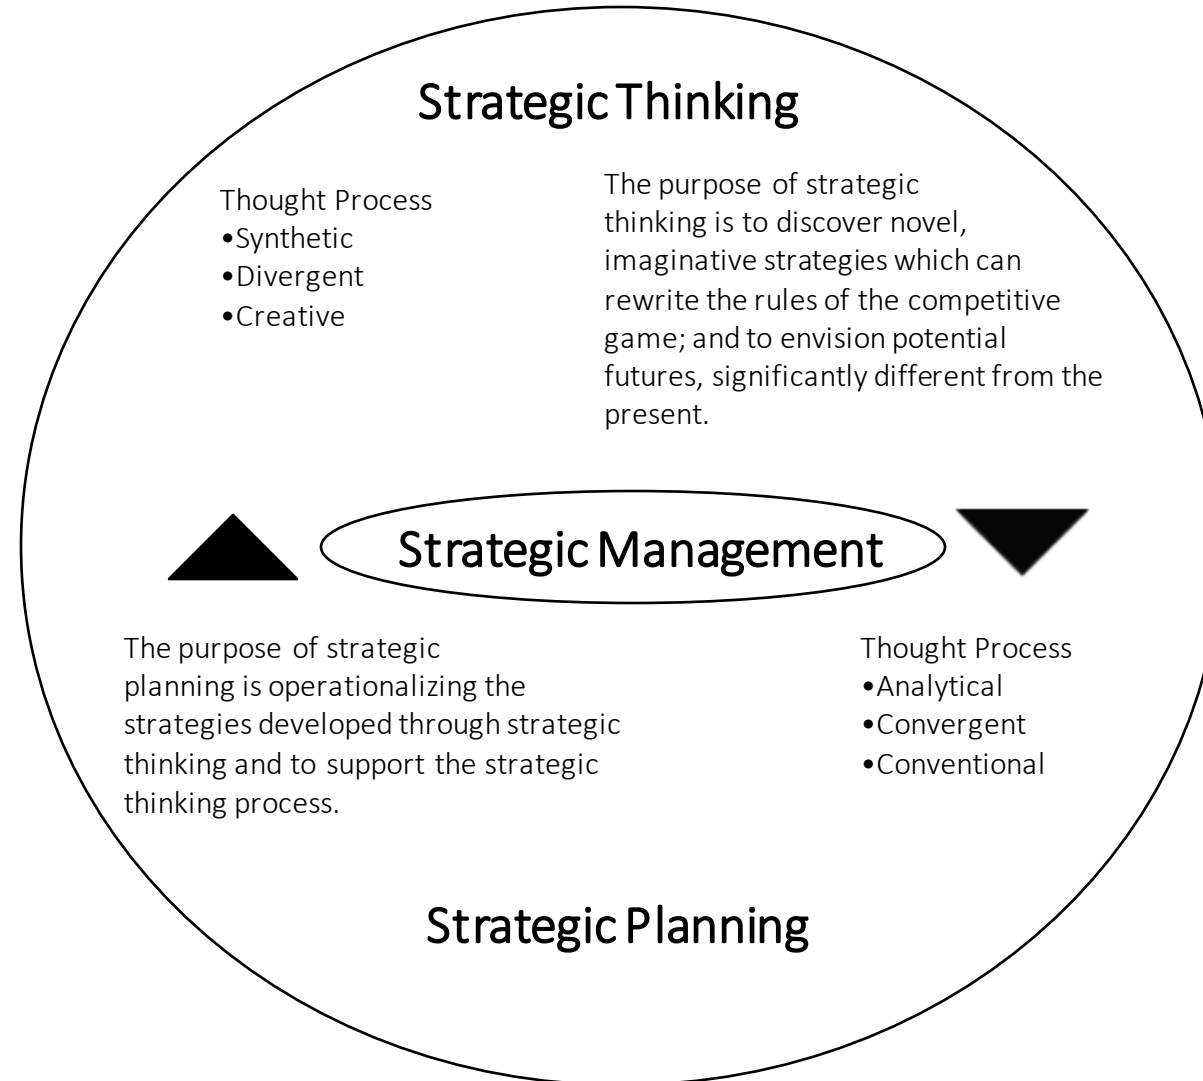 Strategic Thinking
Thought Process
•Synthetic
•Divergent
•Creative
The purpose of strategic
thinking is to discover novel,
imaginative strategies which can
rewrite the rules of the competitive
game; and to envision potential
futures, significantly different from the
present.
Strategic Management
The purpose of strategic
planning is operationalizing the
strategies developed through strategic
thinking and to support the strategic
thinking process.
Thought Process
•Analytical
•Convergent
•Conventional
Strategic Planning